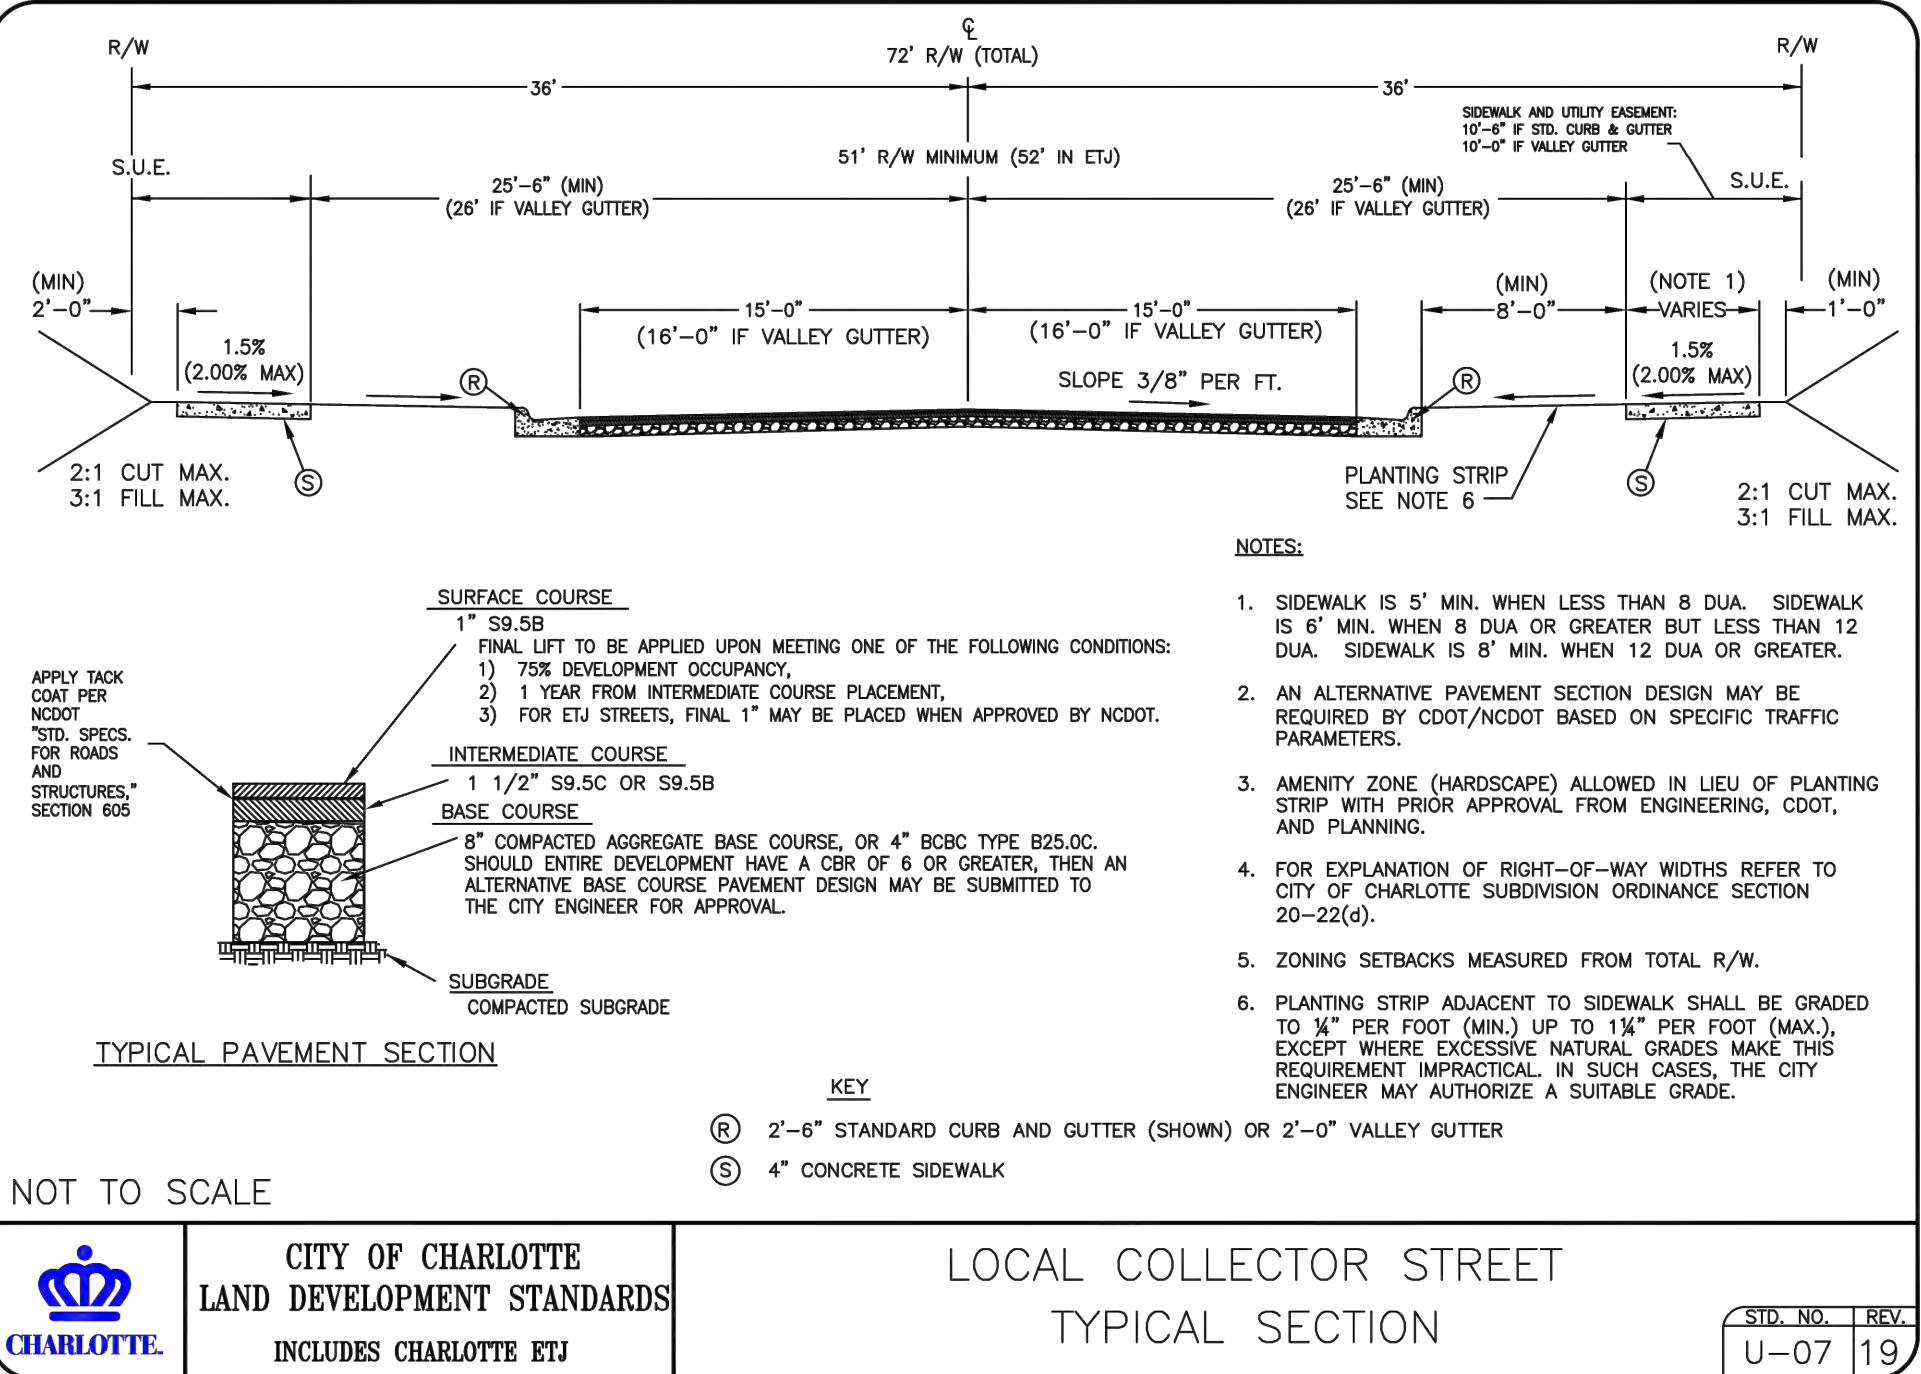 ℄
72' R/W (TOTAL)
R/W
R/W
36'
36'
SIDEWALK AND UTILITY EASEMENT:
10'-6" IF STD. CURB & GUTTER
10'-0" IF VALLEY GUTTER
51' R/W MINIMUM (52' IN ETJ)
S.U.E.
S.U.E.
25'-6" (MIN)
(26' IF VALLEY GUTTER)
25'-6" (MIN)
(26' IF VALLEY GUTTER)
(MIN)
2'-0"
15'-0"
(16'-0" IF VALLEY GUTTER)
15'-0"
(16'-0" IF VALLEY GUTTER)
(MIN)
8'-0"
(NOTE 1)
VARIES
(MIN)
1'-0"
1.5%
(2.00% MAX)
R
SLOPE 3/8" PER FT.
R
1.5%
(2.00% MAX)
2:1 CUT MAX.
3:1 FILL MAX.
S
PLANTING STRIP
SEE NOTE 6
S
2:1 CUT MAX.
3:1 FILL MAX.
SURFACE COURSE
1" S9.5B
FINAL LIFT TO BE APPLIED UPON MEETING ONE OF THE FOLLOWING CONDITIONS:
1) 75% DEVELOPMENT OCCUPANCY,
2) 1 YEAR FROM INTERMEDIATE COURSE PLACEMENT,
3) FOR ETJ STREETS, FINAL 1" MAY BE PLACED WHEN APPROVED BY NCDOT.
APPLY TACK
COAT PER
NCDOT
"STD. SPECS.
FOR ROADS
AND
STRUCTURES,"
SECTION 605
INTERMEDIATE COURSE
1 1/2" S9.5C OR S9.5B
BASE COURSE
8" COMPACTED AGGREGATE BASE COURSE, OR 4" BCBC TYPE B25.0C.
SHOULD ENTIRE DEVELOPMENT HAVE A CBR OF 6 OR GREATER, THEN AN
ALTERNATIVE BASE COURSE PAVEMENT DESIGN MAY BE SUBMITTED TO
THE CITY ENGINEER FOR APPROVAL.
SUBGRADE
COMPACTED SUBGRADE
TYPICAL PAVEMENT SECTION
NOTES:
1. SIDEWALK IS 5' MIN. WHEN LESS THAN 8 DUA. SIDEWALK
IS 6' MIN. WHEN 8 DUA OR GREATER BUT LESS THAN 12
DUA. SIDEWALK IS 8' MIN. WHEN 12 DUA OR GREATER.
2. AN ALTERNATIVE PAVEMENT SECTION DESIGN MAY BE
REQUIRED BY CDOT/NCDOT BASED ON SPECIFIC TRAFFIC
PARAMETERS.
3. AMENITY ZONE (HARDSCAPE) ALLOWED IN LIEU OF PLANTING
STRIP WITH PRIOR APPROVAL FROM ENGINEERING, CDOT,
AND PLANNING.
4. FOR EXPLANATION OF RIGHT-OF-WAY WIDTHS REFER TO
CITY OF CHARLOTTE SUBDIVISION ORDINANCE SECTION
20-22(d).
5. ZONING SETBACKS MEASURED FROM TOTAL R/W.
6. PLANTING STRIP ADJACENT TO SIDEWALK SHALL BE GRADED
TO ¼" PER FOOT (MIN.) UP TO 1¼" PER FOOT (MAX.),
EXCEPT WHERE EXCESSIVE NATURAL GRADES MAKE THIS
REQUIREMENT IMPRACTICAL. IN SUCH CASES, THE CITY
ENGINEER MAY AUTHORIZE A SUITABLE GRADE.
KEY
R 2'-6" STANDARD CURB AND GUTTER (SHOWN) OR 2'-0" VALLEY GUTTER
S 4" CONCRETE SIDEWALK
NOT TO SCALE
CHARLOTTE.
CITY OF CHARLOTTE
LAND DEVELOPMENT STANDARDS
INCLUDES CHARLOTTE ETJ
LOCAL COLLECTOR STREET
TYPICAL SECTION
STD. NO. REV.
U-07 19